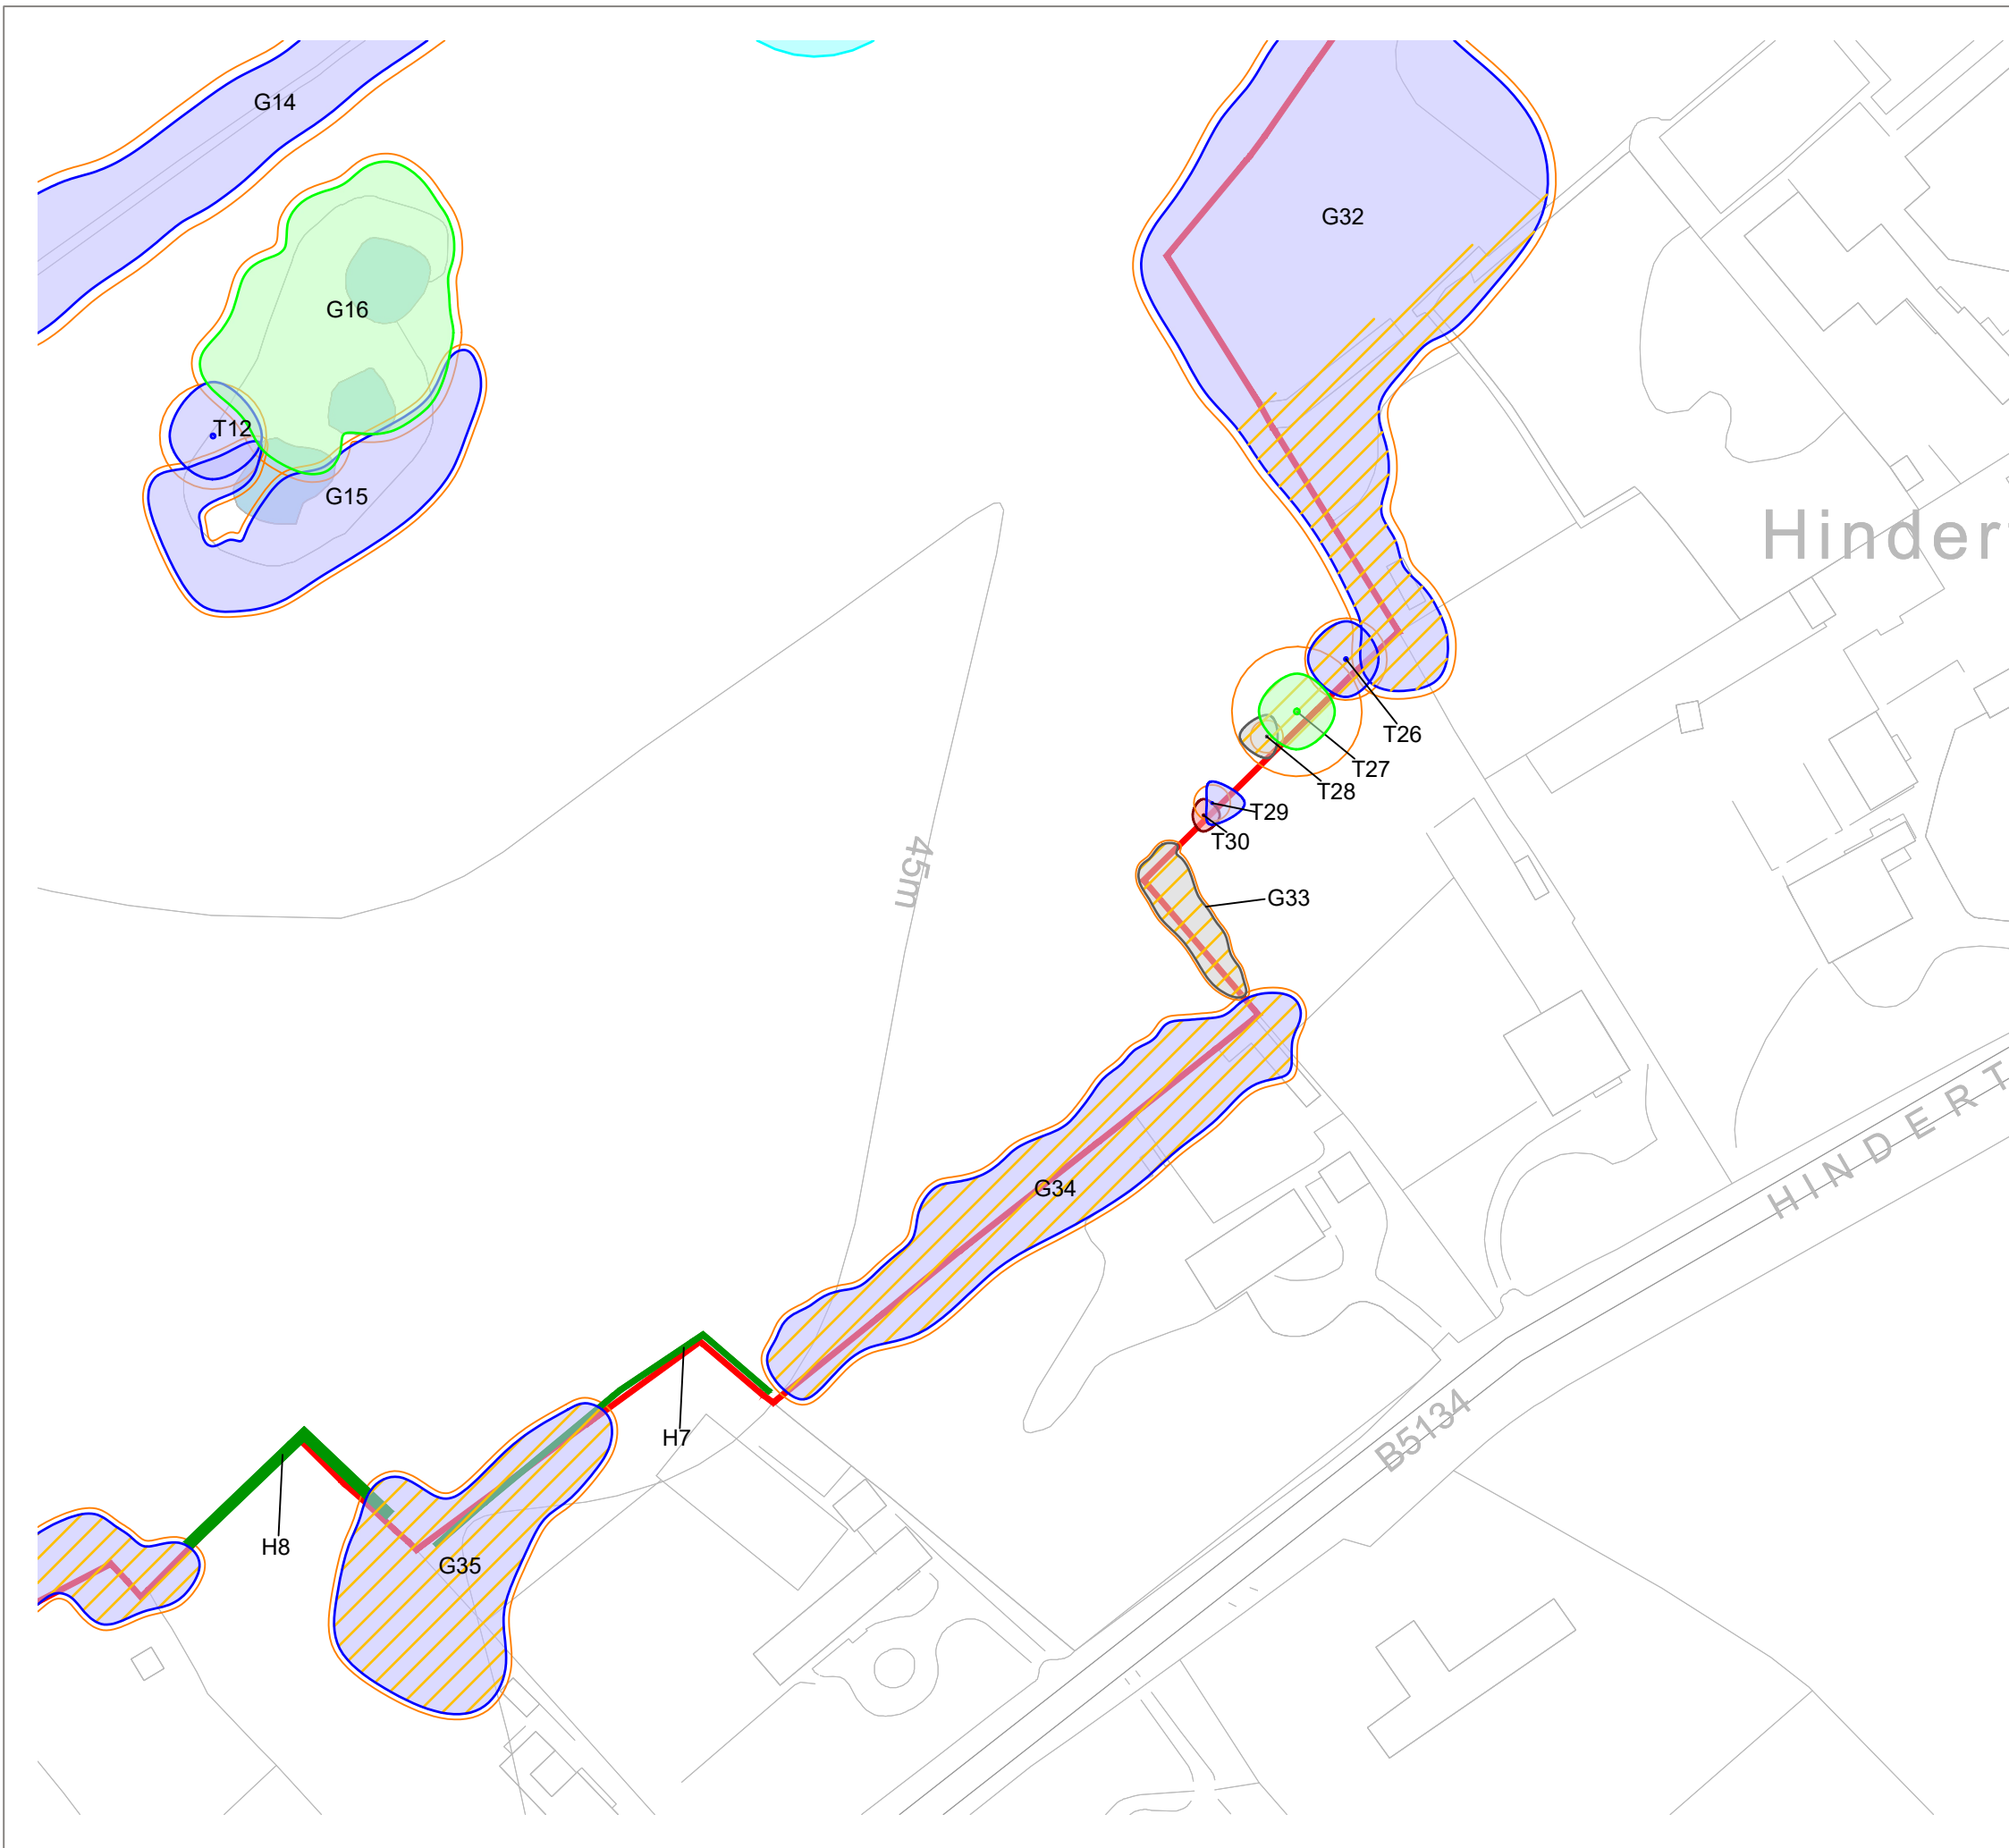 G14
G32
G16
T12
G15
Hinder
T26
T27
T28
T29
T30
45m
G33
HINDERT
G34
B5134
H7
H8
G35